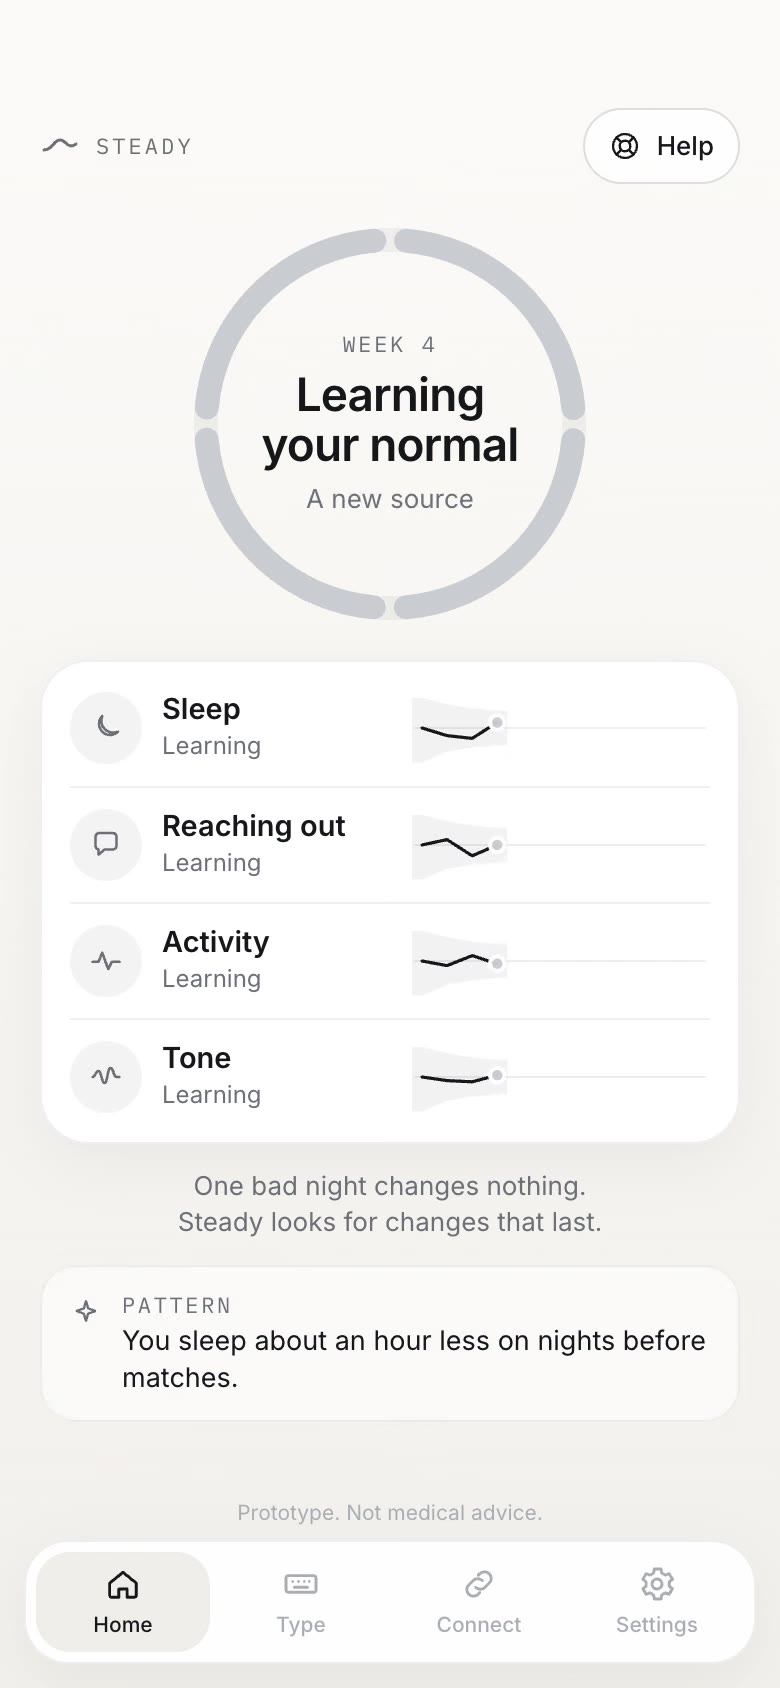 STEADY
Help
WEEK 4
Learning
your normal
A new source
Sleep
Learning
Reaching out
Learning
Activity
Learning
Tone
Learning
One bad night changes nothing.
Steady looks for changes that last.
PATTERN
You sleep about an hour less on nights before
matches.
Prototype. Not medical advice.
Home
Type
Connect
Settings